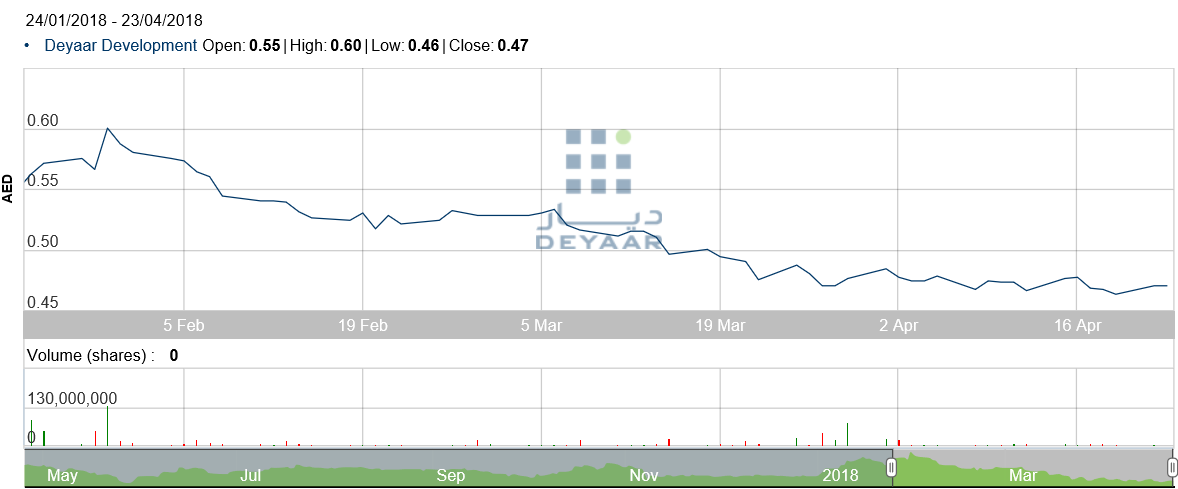 24/01/2018 - 23/04/2018
• Deyaar Development Open: 0.55 | High: 0.60 | Low: 0.46 | Close: 0.47
AED
0.60
0.55
0.50
0.45
ديار
DEYAAR
5 Feb 19 Feb 5 Mar 19 Mar 2 Apr 16 Apr
Volume (shares) : 0
130,000,000
0
May Jul Sep Nov 2018 Mar